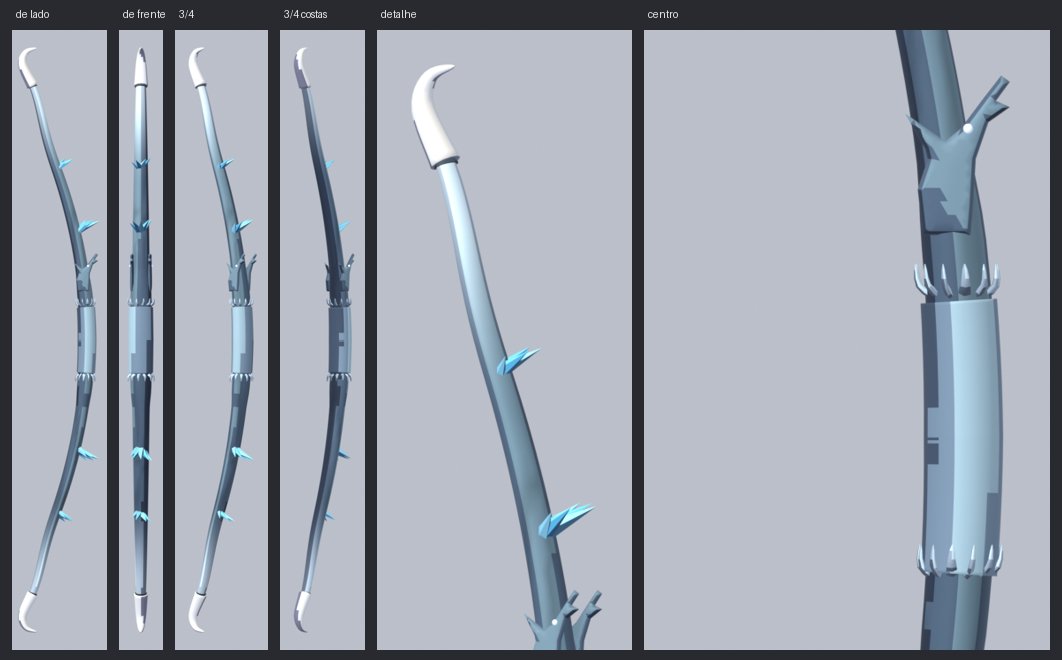 de lado
de frente
3/4
3/4 costas
detalhe
centro